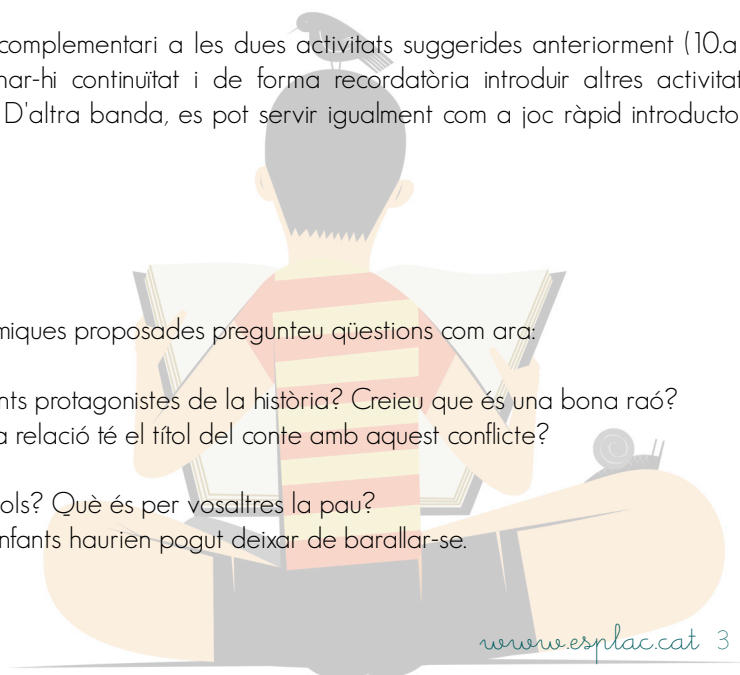 complementari a les dues activitats suggerides anteriorment (10.a
nar-hi continuïtat i de forma recordatòria introduir altres activitat
D'altra banda, es pot servir igualment com a joc ràpid introducto
miques proposades pregunteu qüestions com ara:
nts protagonistes de la història? Creieu que és una bona raó?
a relació té el títol del conte amb aquest conflicte?
ols? Què és per vosaltres la pau?
nfants haurien pogut deixar de barallar-se.
www.esplac.cat 3